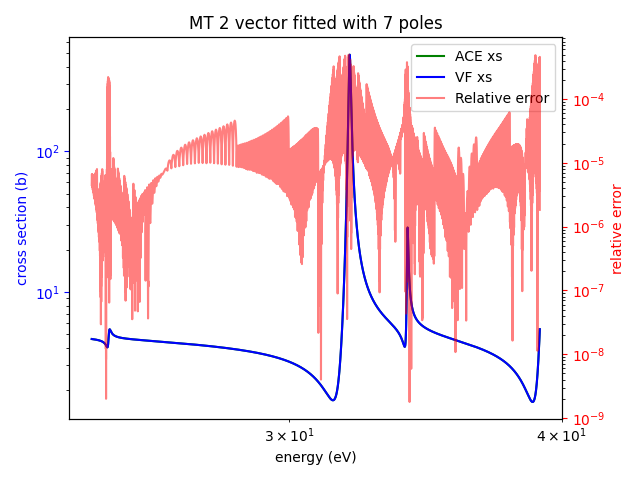 MT 2 vector fitted with 7 poles
ACE xs
VF xs
Relative error
10²
10¹
cross section (b)
10⁻⁴
10⁻⁵
10⁻⁶
10⁻⁷
10⁻⁸
10⁻⁹
relative error
3 × 10¹
4 × 10¹
energy (eV)